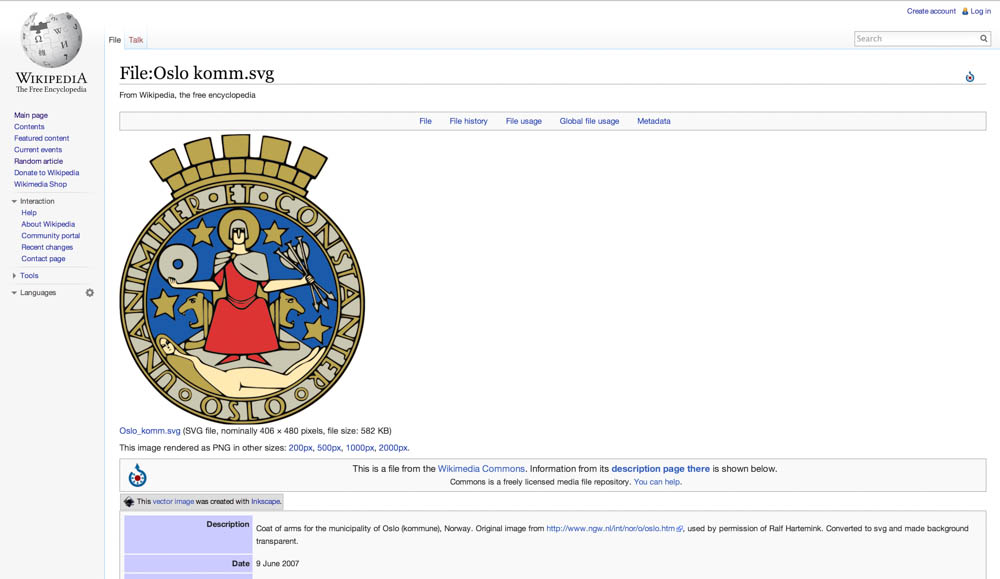 Create account Log in
WIKIPEDIA
The Free Encyclopedia
File Talk
Search
File:Oslo komm.svg
From Wikipedia, the free encyclopedia
Main page
Contents
Featured content
Current events
Random article
Donate to Wikipedia
Wikimedia Shop
Interaction
Help
About Wikipedia
Community portal
Recent changes
Contact page
Tools
Languages
File File history File usage Global file usage Metadata
UNANIMITER·ET·CONSTANTER·
OSLO
Oslo_komm.svg (SVG file, nominally 406 × 480 pixels, file size: 582 KB)
This image rendered as PNG in other sizes: 200px, 500px, 1000px, 2000px.
This is a file from the Wikimedia Commons. Information from its description page there is shown below.
Commons is a freely licensed media file repository. You can help.
This vector image was created with Inkscape.
Description
Coat of arms for the municipality of Oslo (kommune), Norway. Original image from http://www.ngw.nl/int/nor/o/oslo.htm, used by permission of Ralf Hartemink. Converted to svg and made background
transparent.
Date 9 June 2007